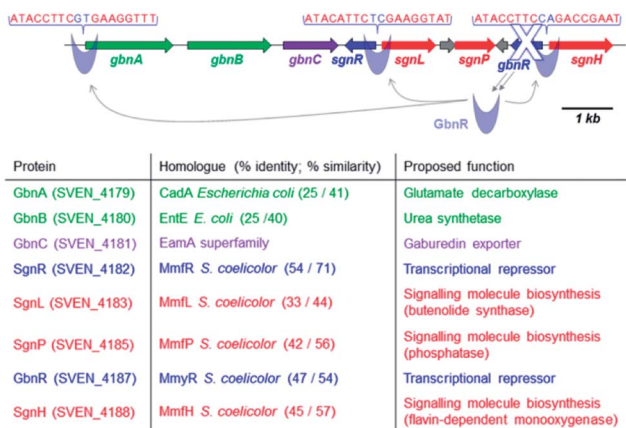 ATACCTTCGTGAAGGTTT ATACATTCTCGAAGGTAT ATACCTTCCAGACCGAAT
gbnA gbnB gbnC sgnR sgnL sgnP gbnR sgnH
GbnR
1 kb
Protein Homologue (% identity; % similarity) Proposed function
GbnA (SVEN_4179) CadA Escherichia coli (25 / 41) Glutamate decarboxylase
GbnB (SVEN_4180) EntE E. coli (25 /40) Urea synthetase
GbnC (SVEN_4181) EamA superfamily Gaburedin exporter
SgnR (SVEN_4182) MmfR S. coelicolor (54 / 71) Transcriptional repressor
SgnL (SVEN_4183) MmfL S. coelicolor (33 / 44) Signalling molecule biosynthesis
(butenolide synthase)
SgnP (SVEN_4185) MmfP S. coelicolor (42 / 56) Signalling molecule biosynthesis
(phosphatase)
GbnR (SVEN_4187) MmyR S. coelicolor (47 / 54) Transcriptional repressor
SgnH (SVEN_4188) MmfH S. coelicolor (45 / 57) Signalling molecule biosynthesis
(flavin-dependent monooxygenase)